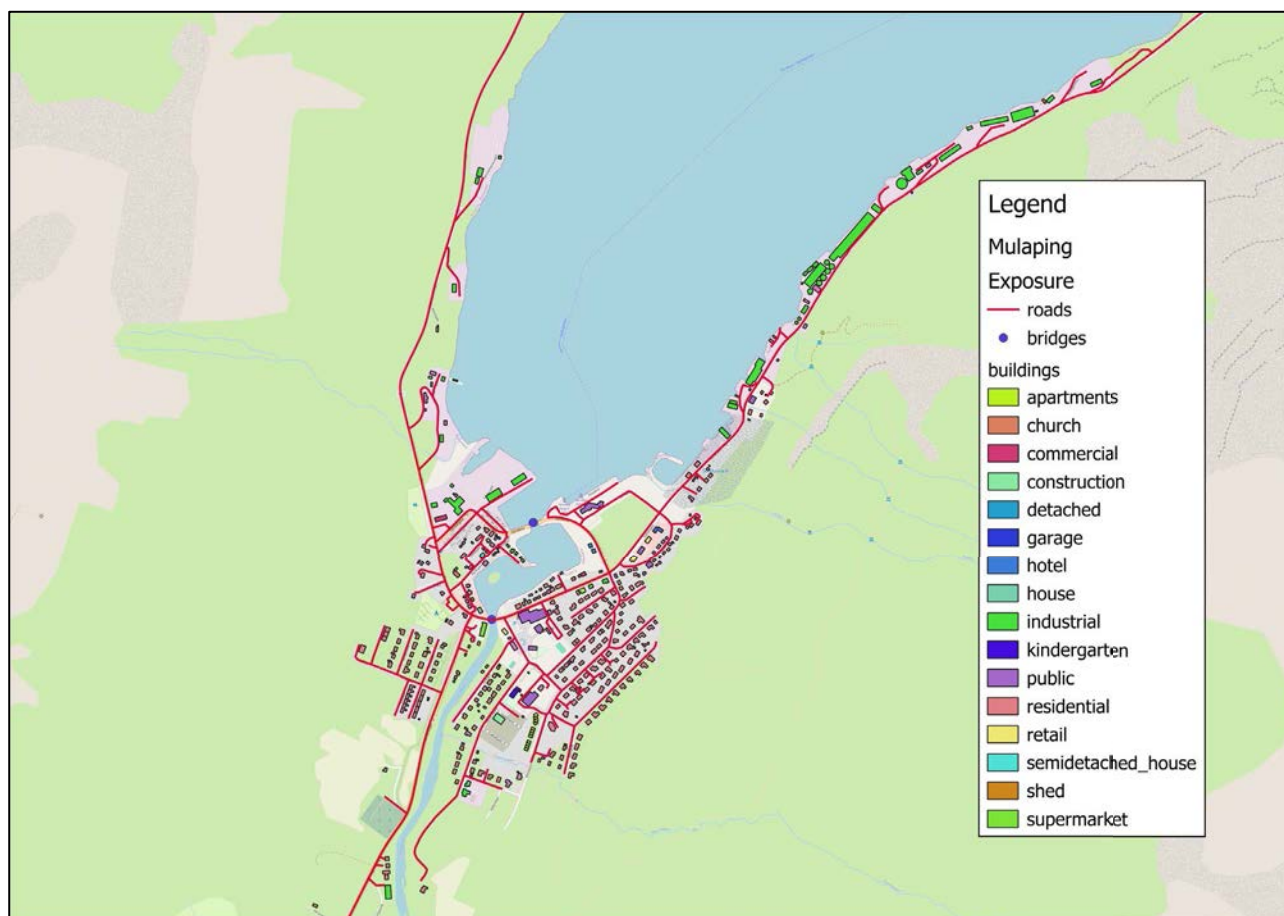 Legend
Mulaping
Exposure
roads
bridges
buildings
apartments
church
commercial
construction
detached
garage
hotel
house
industrial
kindergarten
public
residential
retail
semidetached_house
shed
supermarket